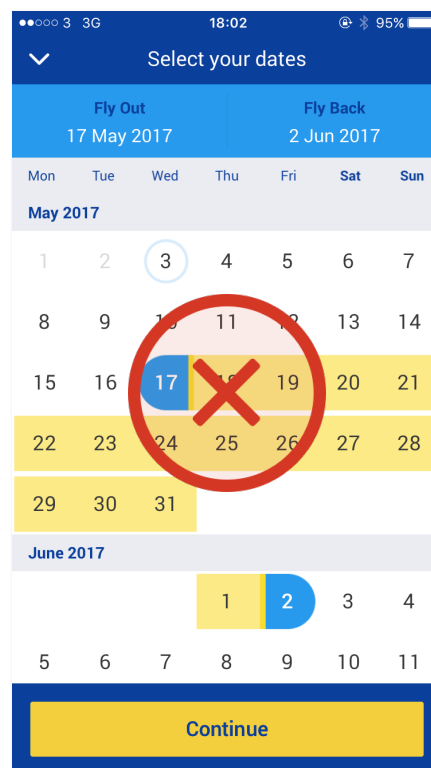 3 3G 18:02 95%
Select your dates
Fly Out Fly Back
17 May 2017 2 Jun 2017
Mon Tue Wed Thu Fri Sat Sun
May 2017
1 2 3 4 5 6 7
8 9 10 11 12 13 14
15 16 17 18 19 20 21
22 23 24 25 26 27 28
29 30 31
June 2017
1 2 3 4
5 6 7 8 9 10 11
Continue